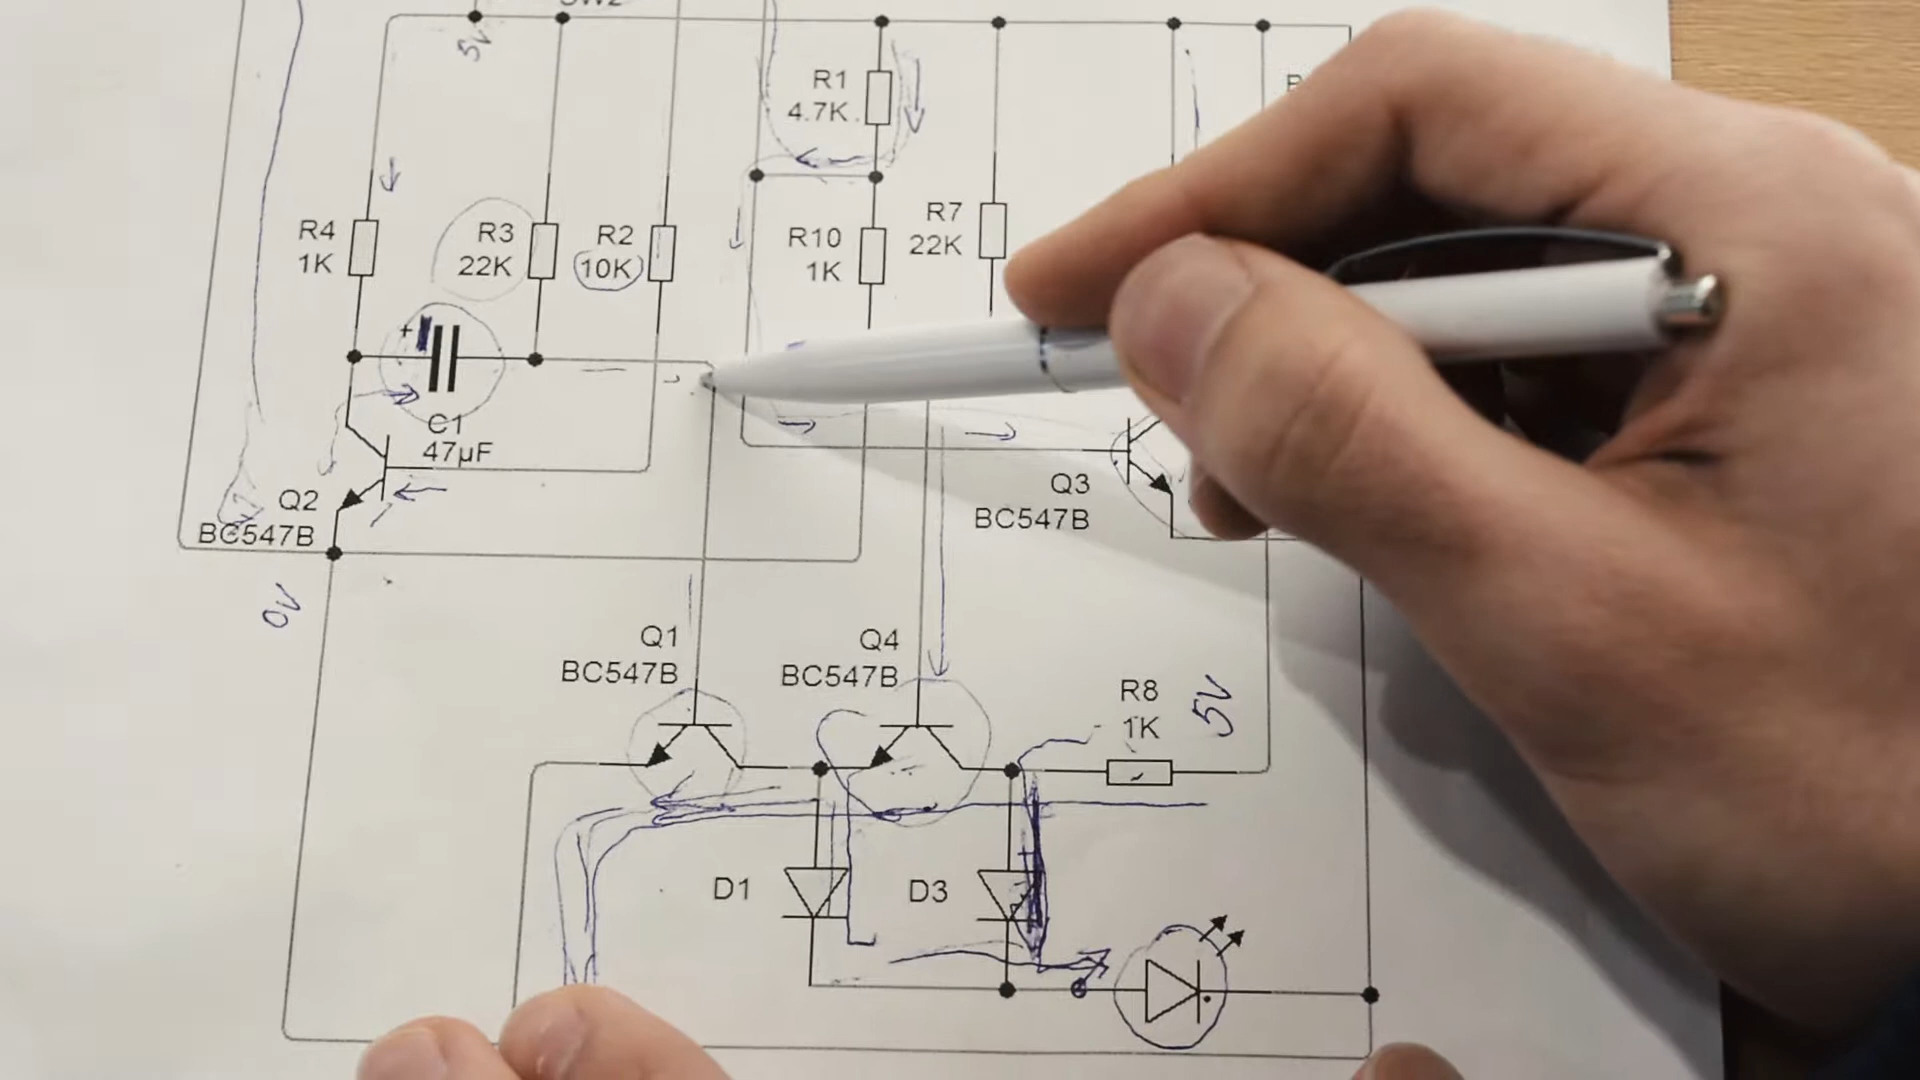 5V
R1
4.7K
R4
1K
R3
22K
R2
10K
R10
1K
R7
22K
+
C1
47µF
Q2
BC547B
Q3
BC547B
0V
Q1
BC547B
Q4
BC547B
R8
1K
5V
D1
D3